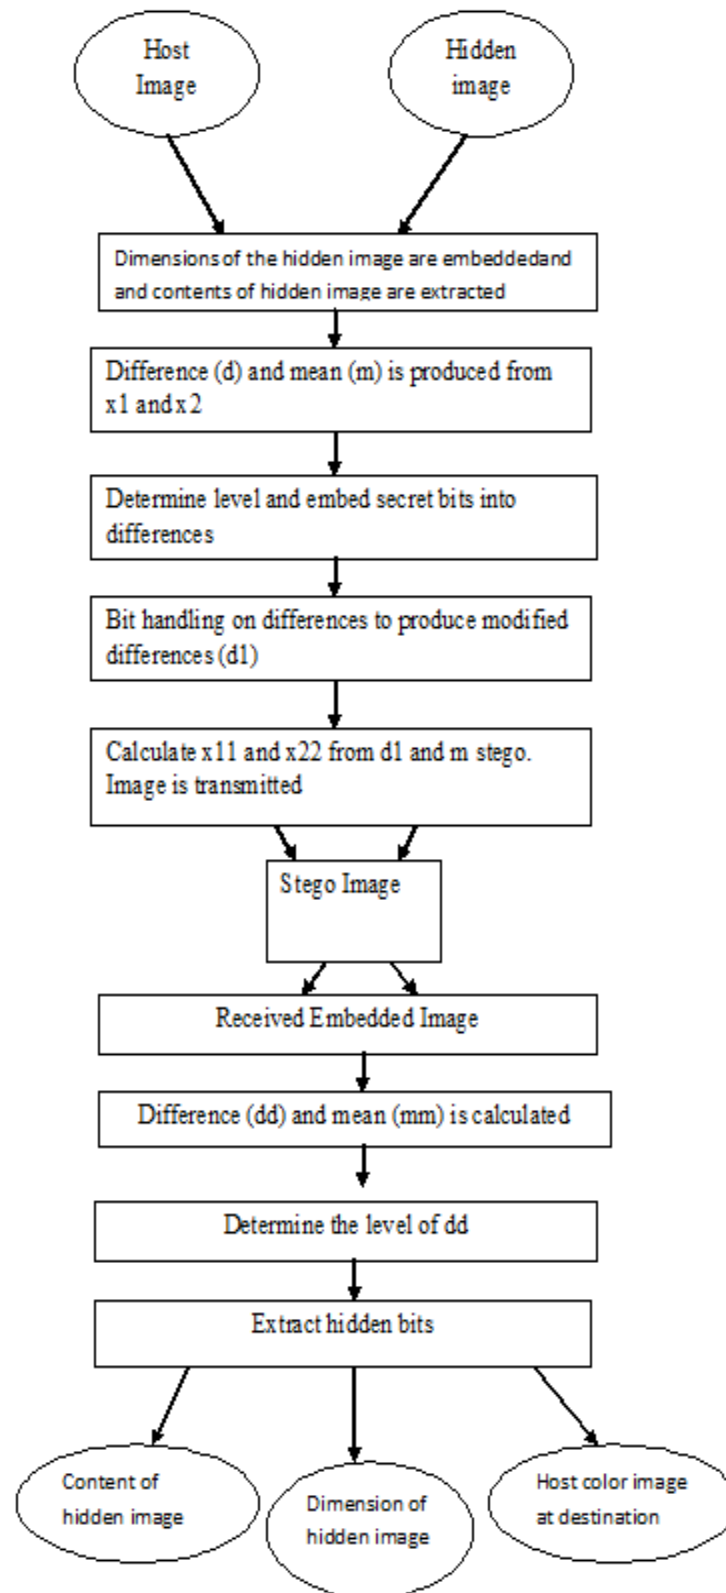 Host
Image
Hidden
image
Dimensions of the hidden image are embeddedand
and contents of hidden image are extracted
Difference (d) and mean (m) is produced from
x1 and x2
Determine level and embed secret bits into
differences
Bit handling on differences to produce modified
differences (d1)
Calculate x11 and x22 from d1 and m stego.
Image is transmitted
Stego Image
Received Embedded Image
Difference (dd) and mean (mm) is calculated
Determine the level of dd
Extract hidden bits
Content of
hidden image
Dimension of
hidden image
Host color image
at destination